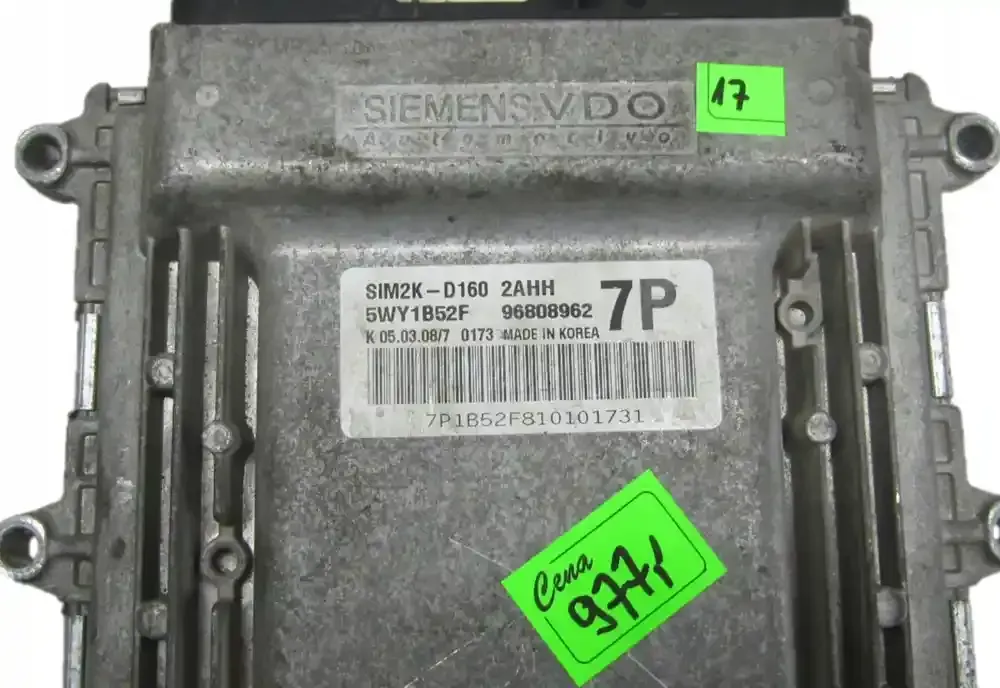 SIEMENS VDO
17
SIM2K-D160 2AHH 7P
5WY1B52F 96808962
K 05.03.08/7 0173 MADE IN KOREA
7P1B52F810101731
Cena
977,